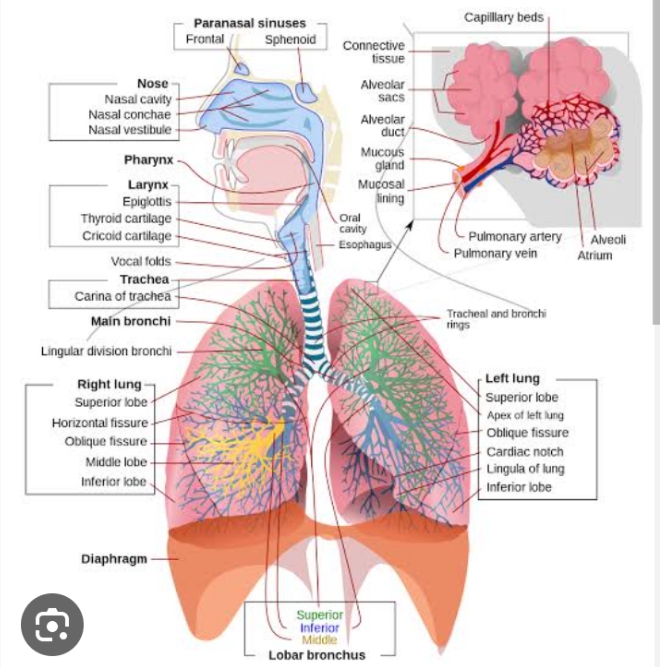 Paranasal sinuses
Frontal
Sphenoid
Nose
Nasal cavity
Nasal conchae
Nasal vestibule
Pharynx
Larynx
Epiglottis
Thyroid cartilage
Cricoid cartilage
Vocal folds
Trachea
Carina of trachea
Main bronchi
Lingular division bronchi
Right lung
Superior lobe
Horizontal fissure
Oblique fissure
Middle lobe
Inferior lobe
Diaphragm
Capillary beds
Connective
tissue
Alveolar
sacs
Alveolar
duct
Mucous
gland
Mucosal
lining
Pulmonary artery
Pulmonary vein
Alveoli
Atrium
Oral
cavity
Esophagus
Tracheal and bronchi
rings
Left lung
Superior lobe
Apex of left lung
Oblique fissure
Cardiac notch
Lingula of lung
Inferior lobe
Superior
Inferior
Middle
Lobar bronchus